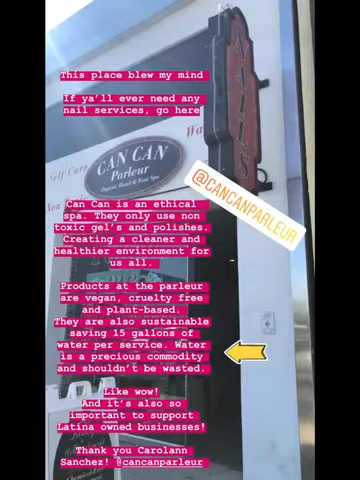 This place blew my mind
If ya'll ever need any
nail services, go here
NAILS
Self Care
Wa
CAN CAN
Parleur
Organic Hand & Foot Spa
@CANCANPARLEUR
Can Can is an ethical
spa. They only use non
toxic gel's and polishes.
Creating a cleaner and
healthier environment for
us all.
Products at the parleur
are vegan, cruelty free
and plant-based.
They are also sustainable
saving 15 gallons of
water per service. Water
is a precious commodity
and shouldn't be wasted.
Like wow!
And it's also so
important to support
Latina owned businesses!
Thank you Carolann
Sanchez! @cancanparleur